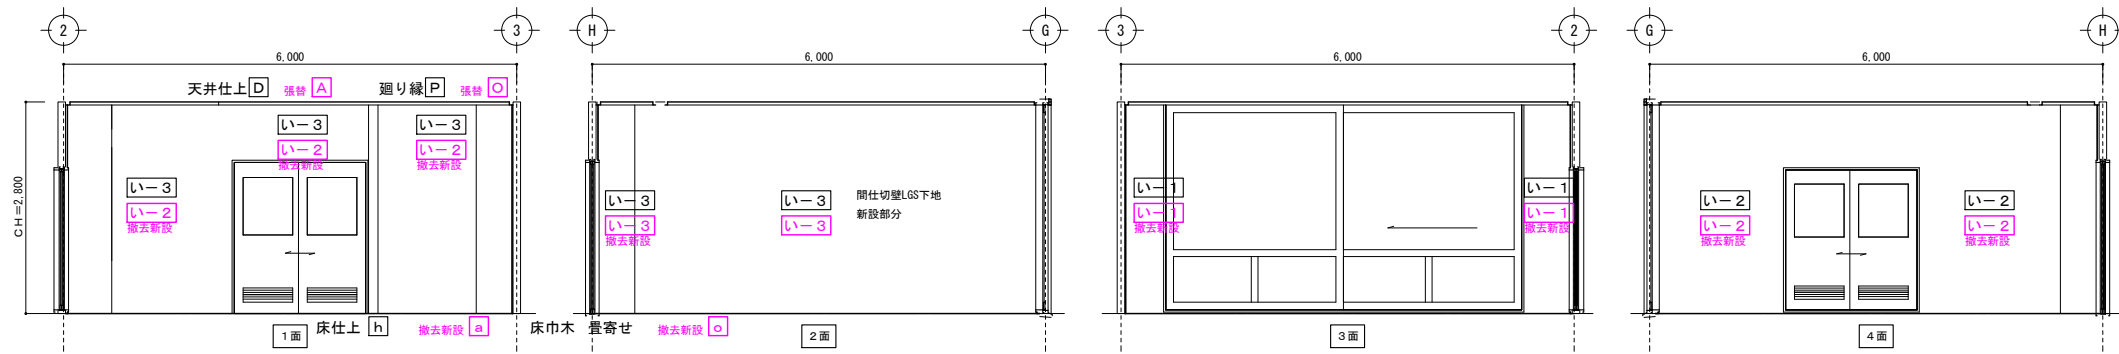 2 3 H G 3 2 G H
6,000 6,000 6,000 6,000
天井仕上 D 張替 A 廻り縁 P 張替 O
CH=2,800
い－3
い－2
撤去新設
い－3
い－2
撤去新設
い－3
い－2
撤去新設
い－3
い－3
撤去新設
い－3
い－3
間仕切壁LGS下地
新設部分
い－1
い－1
撤去新設
い－1
い－1
撤去新設
い－2
い－2
撤去新設
い－2
い－2
撤去新設
1面 床仕上 h 撤去新設 a 床巾木 畳寄せ 撤去新設 o 2面 3面 4面